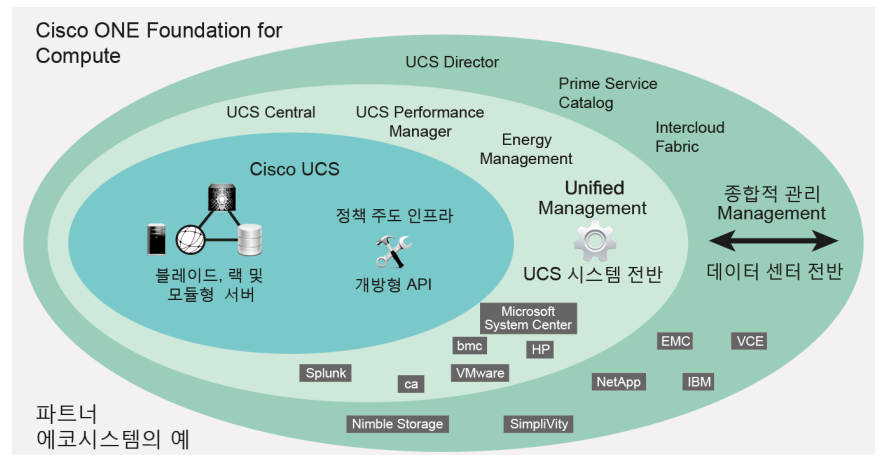 Cisco ONE Foundation for
Compute
UCS Director
Prime Service
Catalog
Intercloud
Fabric
UCS Central
UCS Performance
Manager
Energy
Management
Cisco UCS
정책 주도 인프라
개방형 API
블레이드, 랙 및
모듈형 서버
Unified
Management
UCS 시스템 전반
종합적 관리
Management
데이터 센터 전반
Microsoft
System Center
bmc
HP
Splunk
ca
VMware
EMC
VCE
NetApp
IBM
Nimble Storage
SimpliVity
파트너
에코시스템의 예